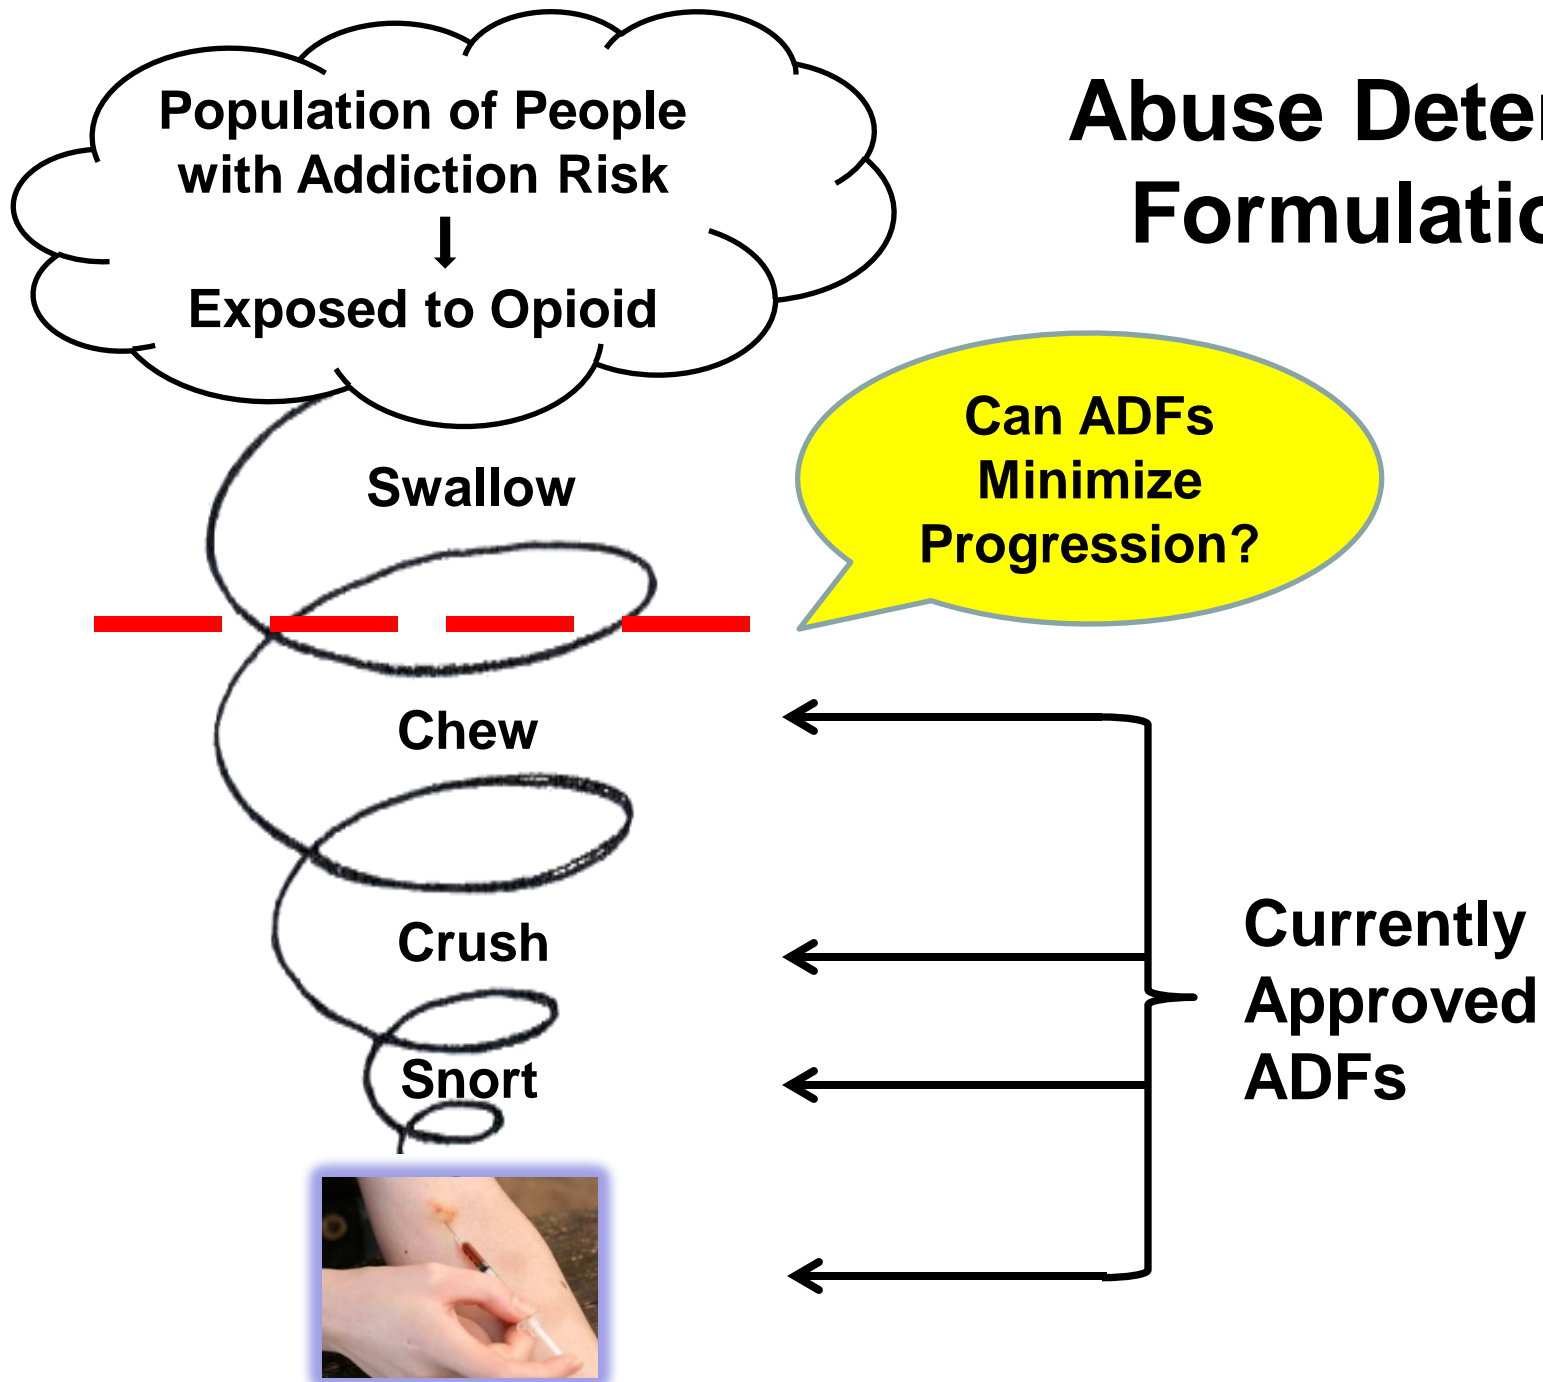 Population of People
with Addiction Risk
Exposed to Opioid
Abuse
Formulatio
Can ADFs
Minimize
Progression?
Swallow
Chew
Crush
Snort
Currently
Approved
ADFs